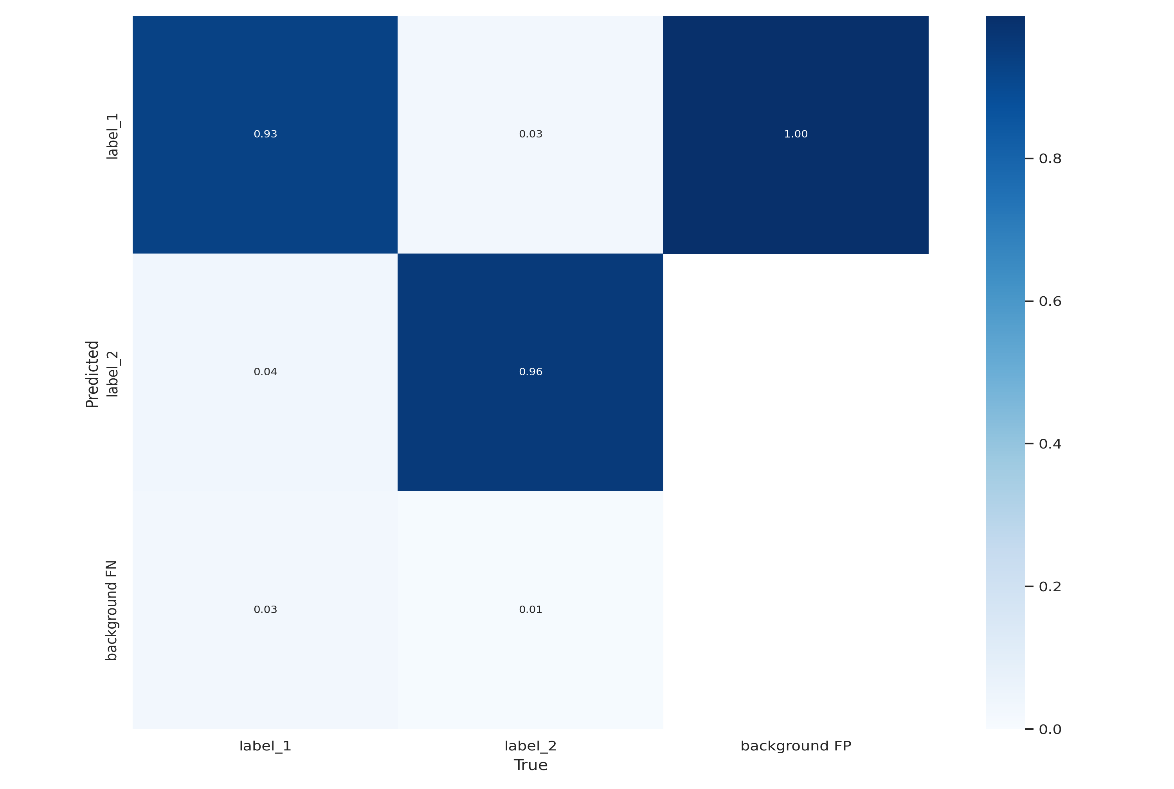 label_1
0.93
0.03
1.00
0.8
0.6
Predicted
label_2
0.04
0.96
0.4
0.2
background FN
0.03
0.01
0.0
label_1
label_2
background FP
True